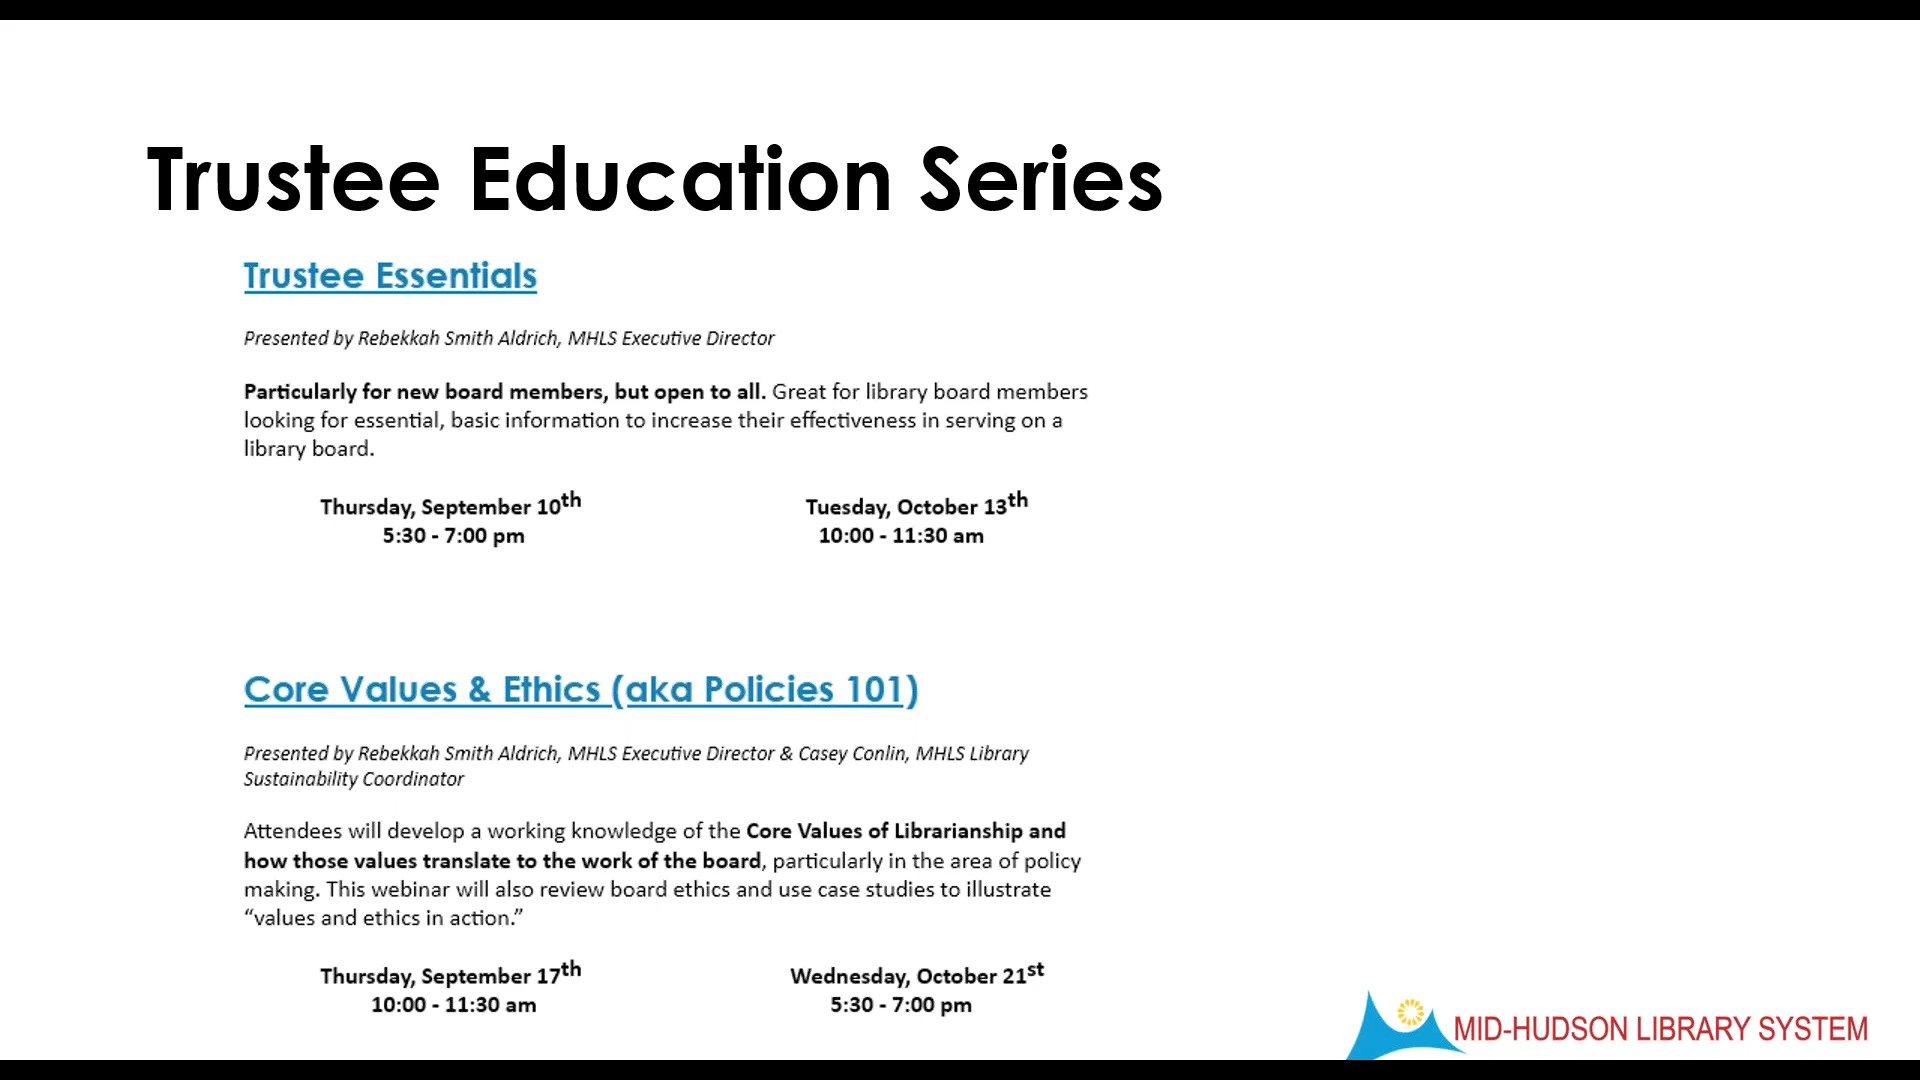 Trustee Education Series
Trustee Essentials
Presented by Rebekkah Smith Aldrich, MHLS Executive Director
Particularly for new board members, but open to all. Great for library board members
looking for essential, basic information to increase their effectiveness in serving on a
library board.
Thursday, September 10th
5:30 - 7:00 pm
Tuesday, October 13th
10:00 - 11:30 am
Core Values & Ethics (aka Policies 101)
Presented by Rebekkah Smith Aldrich, MHLS Executive Director & Casey Conlin, MHLS Library
Sustainability Coordinator
Attendees will develop a working knowledge of the Core Values of Librarianship and
how those values translate to the work of the board, particularly in the area of policy
making. This webinar will also review board ethics and use case studies to illustrate
“values and ethics in action.”
Thursday, September 17th
10:00 - 11:30 am
Wednesday, October 21st
5:30 - 7:00 pm
MID-HUDSON LIBRARY SYSTEM